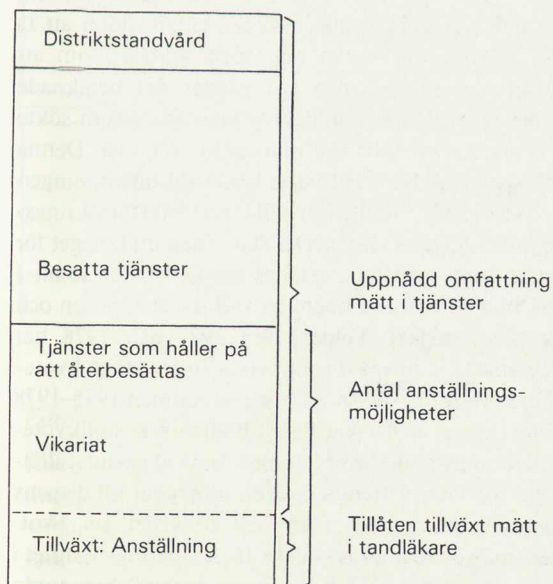 Distriktstandvård
Besatta tjänster
Uppnådd omfattning
mätt i tjänster
Tjänster som håller på
att återbesättas
Antal anställnings-
möjligheter
Vikariat
Tillväxt: Anställning
Tillåten tillväxt mätt
i tandläkare